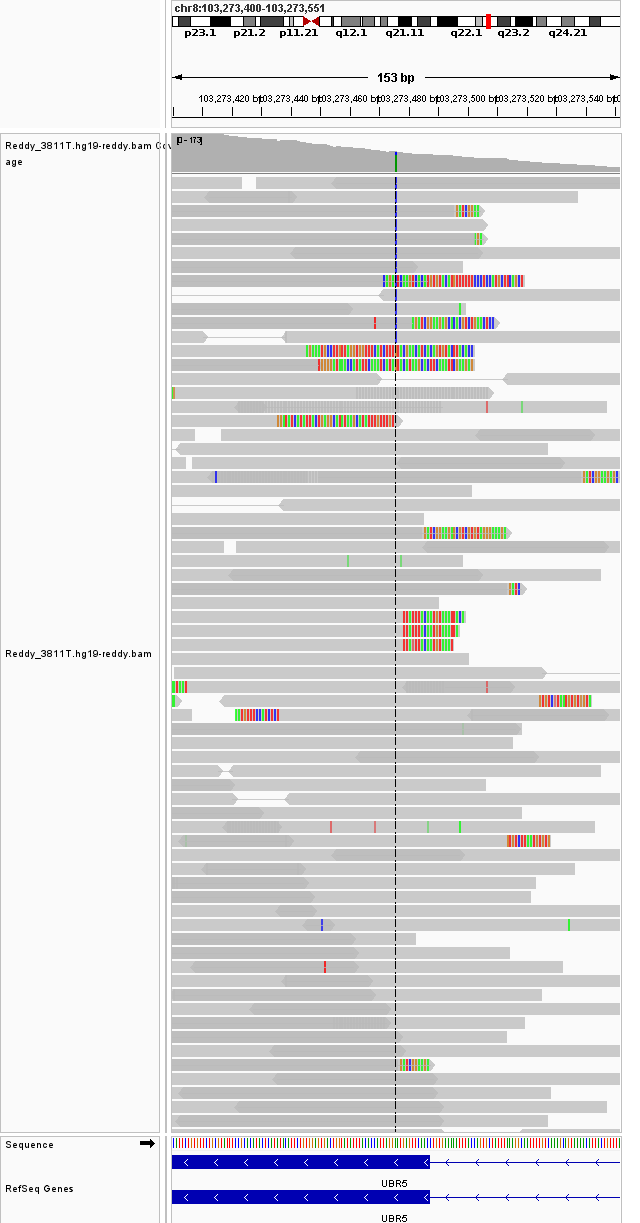 chr8:103,273,400-103,273,551
p23.1 p21.2 p11.21 q12.1 q21.11 q22.1 q23.2 q24.21
153 bp
103,273,420 bp 103,273,440 bp 103,273,460 bp 103,273,480 bp 103,273,500 bp 103,273,520 bp 103,273,540 b
[0 - 173]
Reddy_3811T.hg19-reddy.bam Cov
age
Reddy_3811T.hg19-reddy.bam
Sequence
RefSeq Genes
UBR5
UBR5